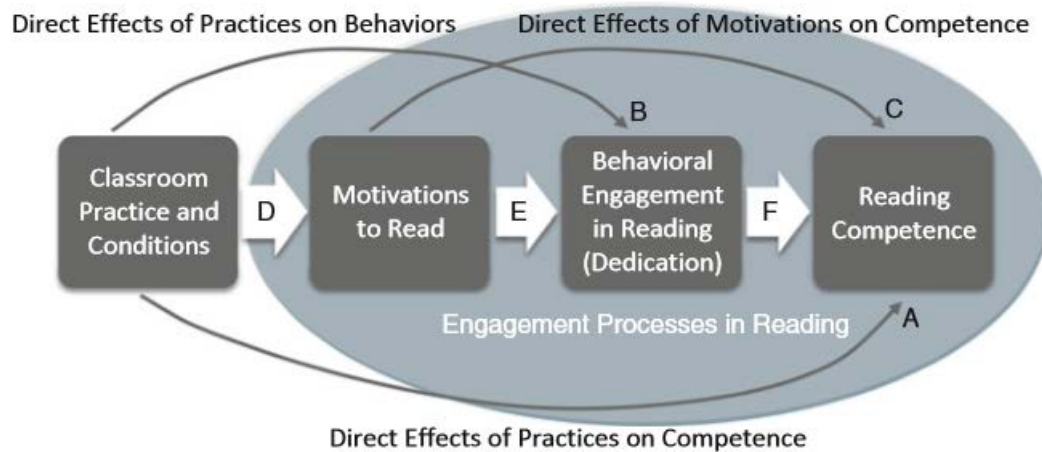 Direct Effects of Practices on Behaviors
Direct Effects of Motivations on Competence
B
C
Classroom
Practice and
Conditions
D
Motivations
to Read
E
Behavioral
Engagement
in Reading
(Dedication)
F
Reading
Competence
Engagement Processes in Reading
A
Direct Effects of Practices on Competence